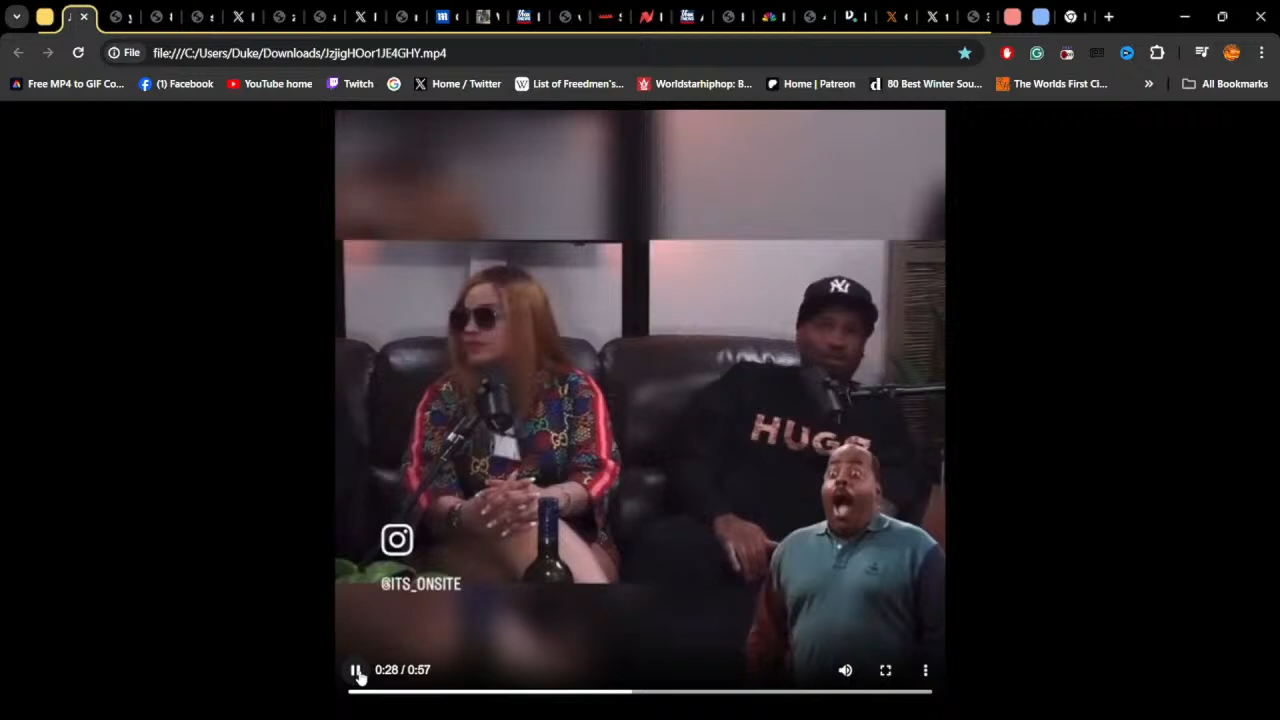 File
file:///C:/Users/Duke/Downloads/JzjigHOor1JE4GHY.mp4
Free MP4 to GIF Co...
(1) Facebook
YouTube home
Twitch
Home / Twitter
List of Freedmen's...
Worldstarhiphop: B...
Home | Patreon
80 Best Winter Sou...
The Worlds First Cl...
»
All Bookmarks
NY
HUGO
@ITS_ONSITE
0:28 / 0:57